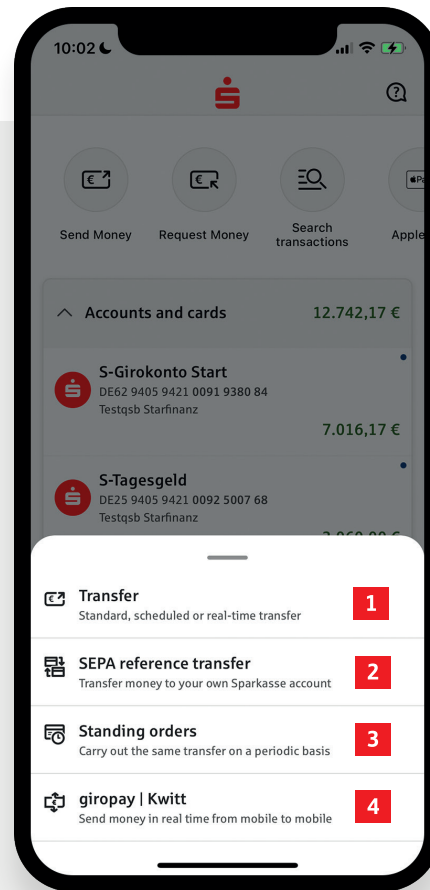 10:02
Send Money
Request Money
Search
transactions
Apple
Accounts and cards 12.742,17 €
S-Girokonto Start
DE62 9405 9421 0091 9380 84
Testqsb Starfinanz
7.016,17 €
S-Tagesgeld
DE25 9405 9421 0092 5007 68
Testqsb Starfinanz
Transfer
Standard, scheduled or real-time transfer
1
SEPA reference transfer
Transfer money to your own Sparkasse account
2
Standing orders
Carry out the same transfer on a periodic basis
3
giropay | Kwitt
Send money in real time from mobile to mobile
4